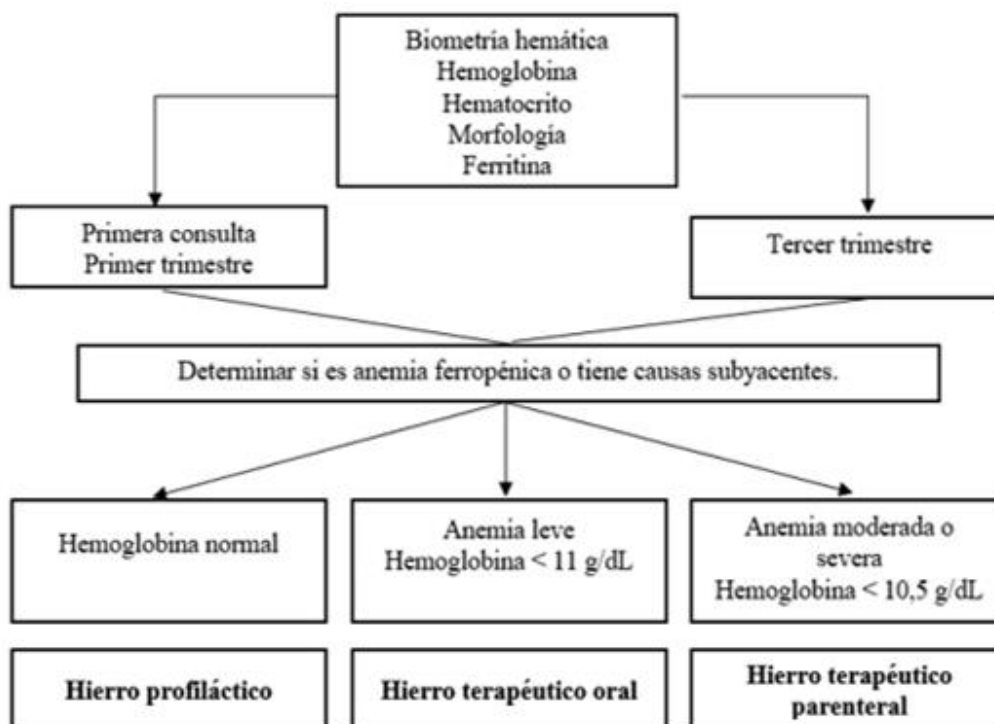 Biometría hemática
Hemoglobina
Hematocrito
Morfología
Ferritina
Primera consulta
Primer trimestre
Tercer trimestre
Determinar si es anemia ferropénica o tiene causas subyacentes.
Hemoglobina normal
Anemia leve
Hemoglobina < 11 g/dL
Anemia moderada o
severa
Hemoglobina < 10,5 g/dL
Hierro profiláctico
Hierro terapéutico oral
Hierro terapéutico
parenteral